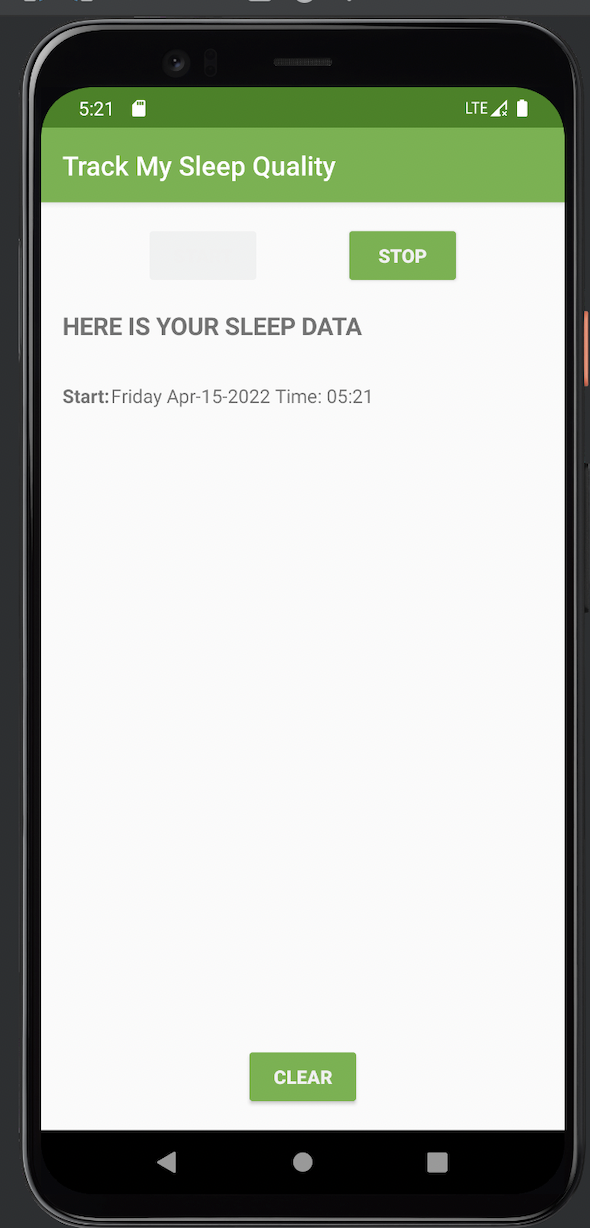 5:21 LTE
Track My Sleep Quality
STOP
HERE IS YOUR SLEEP DATA
Start:Friday Apr-15-2022 Time: 05:21
CLEAR